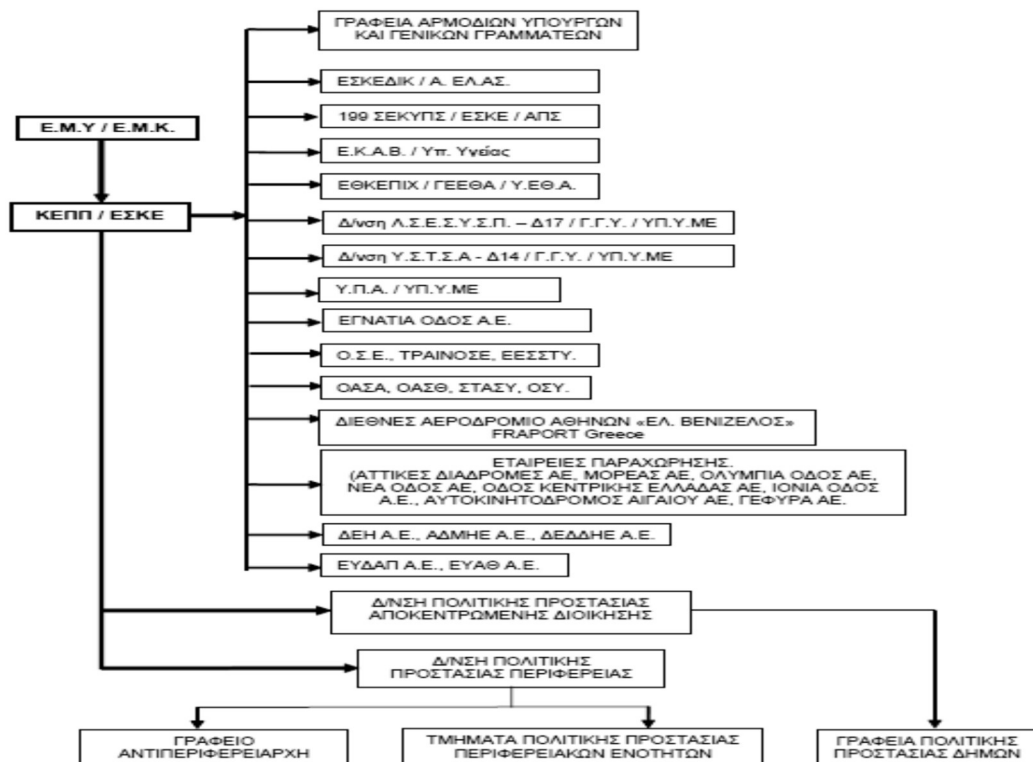 ΓΡΑΦΕΙΑ ΑΡΜΟΔΙΩΝ ΥΠΟΥΡΓΩΝ
ΚΑΙ ΓΕΝΙΚΩΝ ΓΡΑΜΜΑΤΕΩΝ
ΕΣΚΕΔΙΚ / Α. ΕΛ.ΑΣ.
199 ΣΕΚΥΠΣ / ΕΣΚΕ / ΑΠΣ
Ε.Μ.Υ / Ε.Μ.Κ.
Ε.Κ.Α.Β. / Υπ. Υγείας
ΕΘΚΕΠΙΧ / ΓΕΕΘΑ / Υ.ΕΘ.Α.
ΚΕΠΠ / ΕΣΚΕ
Δ/νση Λ.Σ.Ε.Σ.Υ.Σ.Π. – Δ17 / Γ.Γ.Υ. / ΥΠ.Υ.ΜΕ
Δ/νση Υ.Σ.Τ.Σ.Α - Δ14 / Γ.Γ.Υ. / ΥΠ.Υ.ΜΕ
Υ.Π.Α. / ΥΠ.Υ.ΜΕ
ΕΓΝΑΤΙΑ ΟΔΟΣ Α.Ε.
Ο.Σ.Ε., ΤΡΑΙΝΟΣΕ, ΕΕΣΣΤΥ.
ΟΑΣΑ, ΟΑΣΘ, ΣΤΑΣΥ, ΟΣΥ.
ΔΙΕΘΝΕΣ ΑΕΡΟΔΡΟΜΙΟ ΑΘΗΝΩΝ «ΕΛ. ΒΕΝΙΖΕΛΟΣ»
FRAPORT Greece
ΕΤΑΙΡΕΙΕΣ ΠΑΡΑΧΩΡΗΣΗΣ.
(ΑΤΤΙΚΕΣ ΔΙΑΔΡΟΜΕΣ ΑΕ, ΜΟΡΕΑΣ ΑΕ, ΟΛΥΜΠΙΑ ΟΔΟΣ ΑΕ,
ΝΕΑ ΟΔΟΣ ΑΕ, ΟΔΟΣ ΚΕΝΤΡΙΚΗΣ ΕΛΛΑΔΑΣ ΑΕ, ΙΟΝΙΑ ΟΔΟΣ
Α.Ε., ΑΥΤΟΚΙΝΗΤΟΔΡΟΜΟΣ ΑΙΓΑΙΟΥ ΑΕ, ΓΕΦΥΡΑ ΑΕ.
ΔΕΗ Α.Ε., ΑΔΜΗΕ Α.Ε., ΔΕΔΔΗΕ Α.Ε.
ΕΥΔΑΠ Α.Ε., ΕΥΑΘ Α.Ε.
Δ/ΝΣΗ ΠΟΛΙΤΙΚΗΣ ΠΡΟΣΤΑΣΙΑΣ
ΑΠΟΚΕΝΤΡΩΜΕΝΗΣ ΔΙΟΙΚΗΣΗΣ
Δ/ΝΣΗ ΠΟΛΙΤΙΚΗΣ
ΠΡΟΣΤΑΣΙΑΣ ΠΕΡΙΦΕΡΕΙΑΣ
ΓΡΑΦΕΙΟ
ΑΝΤΙΠΕΡΙΦΕΡΕΙΑΡΧΗ
ΤΜΗΜΑΤΑ ΠΟΛΙΤΙΚΗΣ ΠΡΟΣΤΑΣΙΑΣ
ΠΕΡΙΦΕΡΕΙΑΚΩΝ ΕΝΟΤΗΤΩΝ
ΓΡΑΦΕΙΑ ΠΟΛΙΤΙΚΗΣ
ΠΡΟΣΤΑΣΙΑΣ ΔΗΜΩΝ